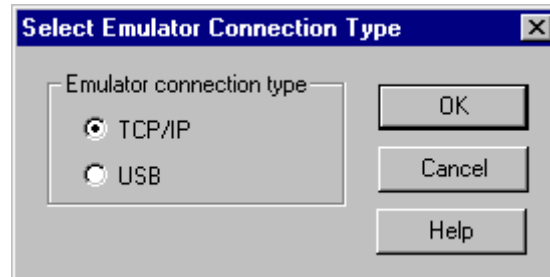 Select Emulator Connection Type
Emulator connection type
TCP/IP
USB
OK
Cancel
Help